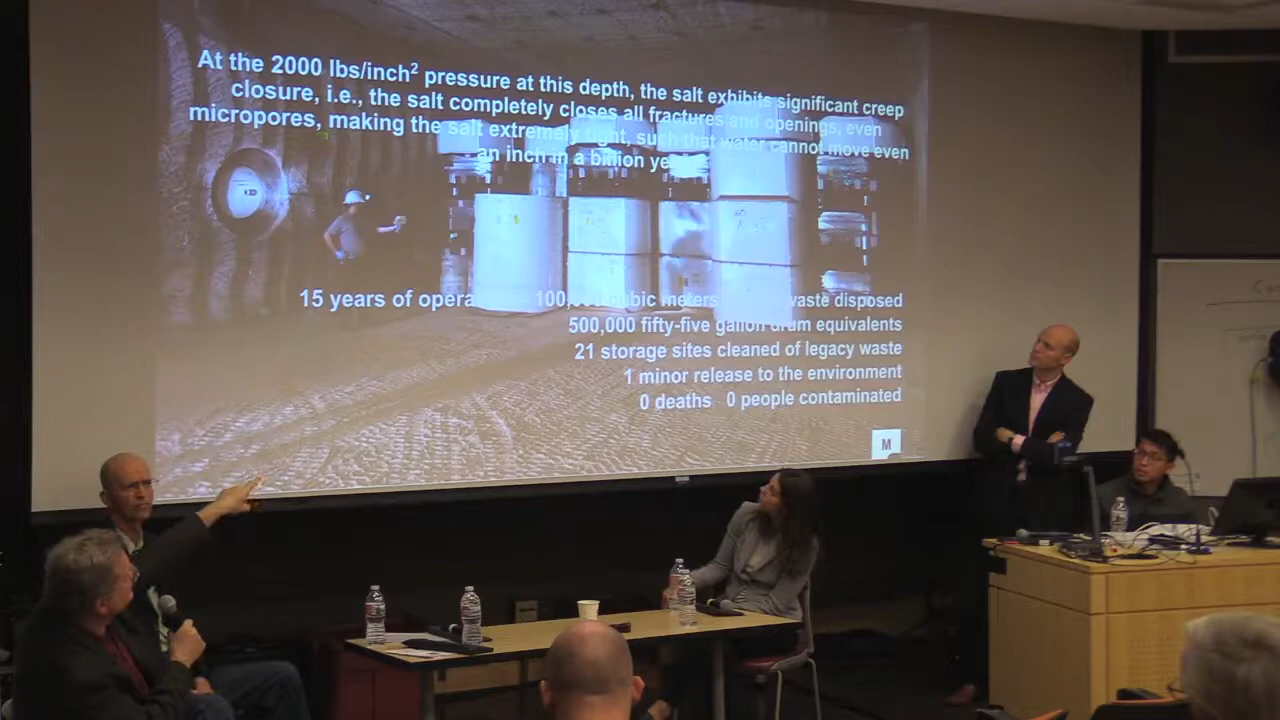 At the 2000 lbs/inch² pressure at this depth, the salt exhibits significant creep
closure, i.e., the salt completely closes all fractures and openings, even
micropores, making the salt extremely tight, such that water cannot move even
an inch in a billion
15 years of cubic meters waste disposed
500,000 fifty-five gallon drum equivalents
21 storage sites cleaned of legacy waste
1 minor release to the environment
0 deaths 0 people contaminated
M